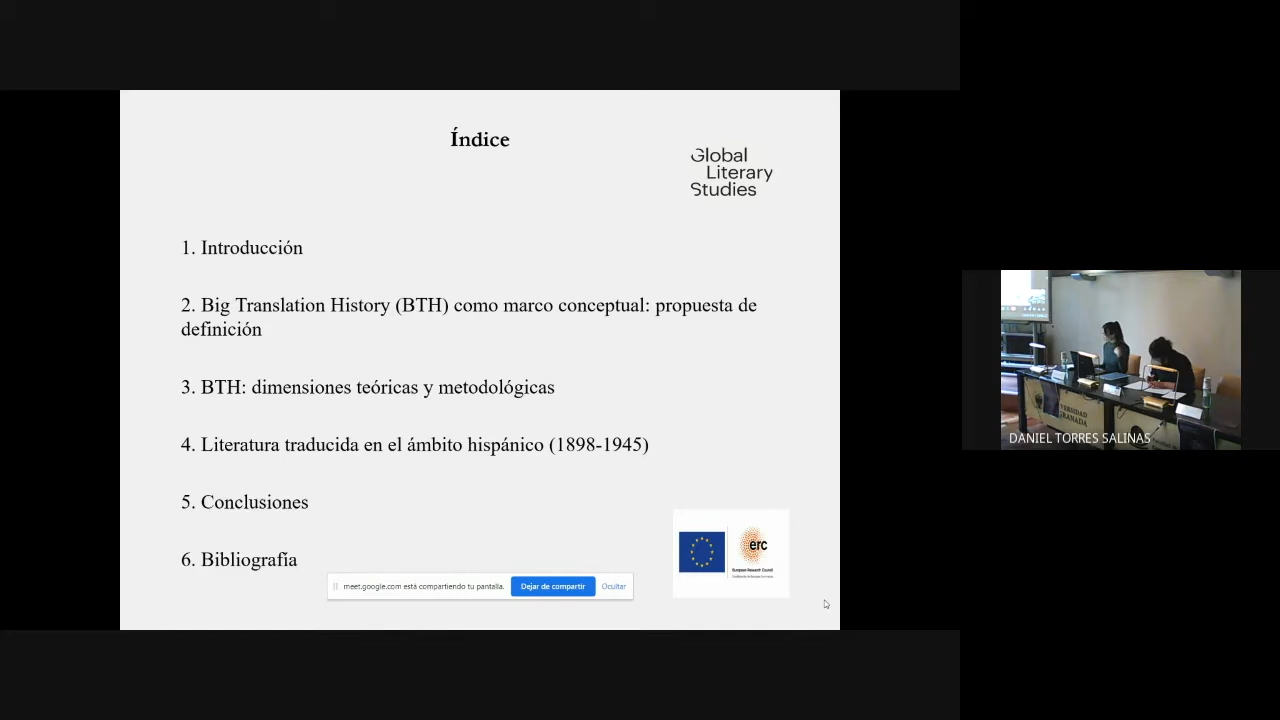 Índice
Global
Literary
Studies
1. Introducción
2. Big Translation History (BTH) como marco conceptual: propuesta de
definición
3. BTH: dimensiones teóricas y metodológicas
4. Literatura traducida en el ámbito hispánico (1898-1945)
5. Conclusiones
6. Bibliografía
erc
European Research Council
meet.google.com está compartiendo tu pantalla.
Dejar de compartir
Ocultar
DANIEL TORRES SALINAS